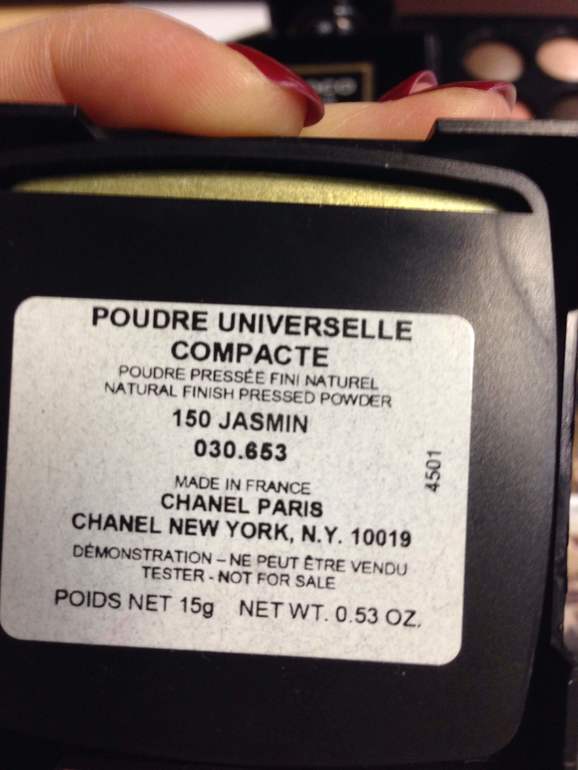 POUDRE UNIVERSELLE
COMPACTE
POUDRE PRESSÉE FINI NATUREL
NATURAL FINISH PRESSED POWDER
150 JASMIN
030.653
4501
MADE IN FRANCE
CHANEL PARIS
CHANEL NEW YORK, N.Y. 10019
DÉMONSTRATION – NE PEUT ÊTRE VENDU
TESTER - NOT FOR SALE
POIDS NET 15g NET WT. 0.53 OZ.